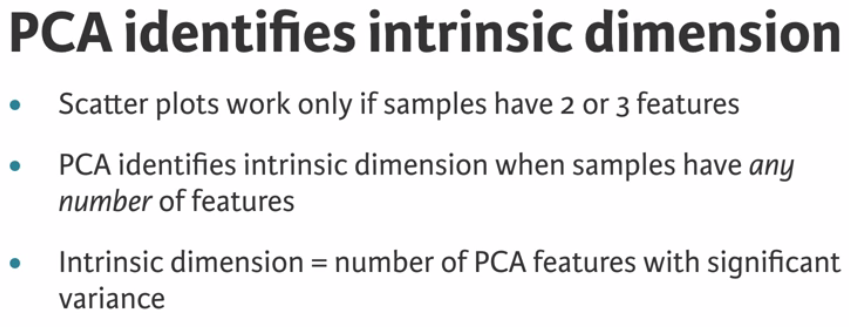 PCA identifies intrinsic dimension
• Scatter plots work only if samples have 2 or 3 features
• PCA identifies intrinsic dimension when samples have any
number of features
• Intrinsic dimension = number of PCA features with significant
variance